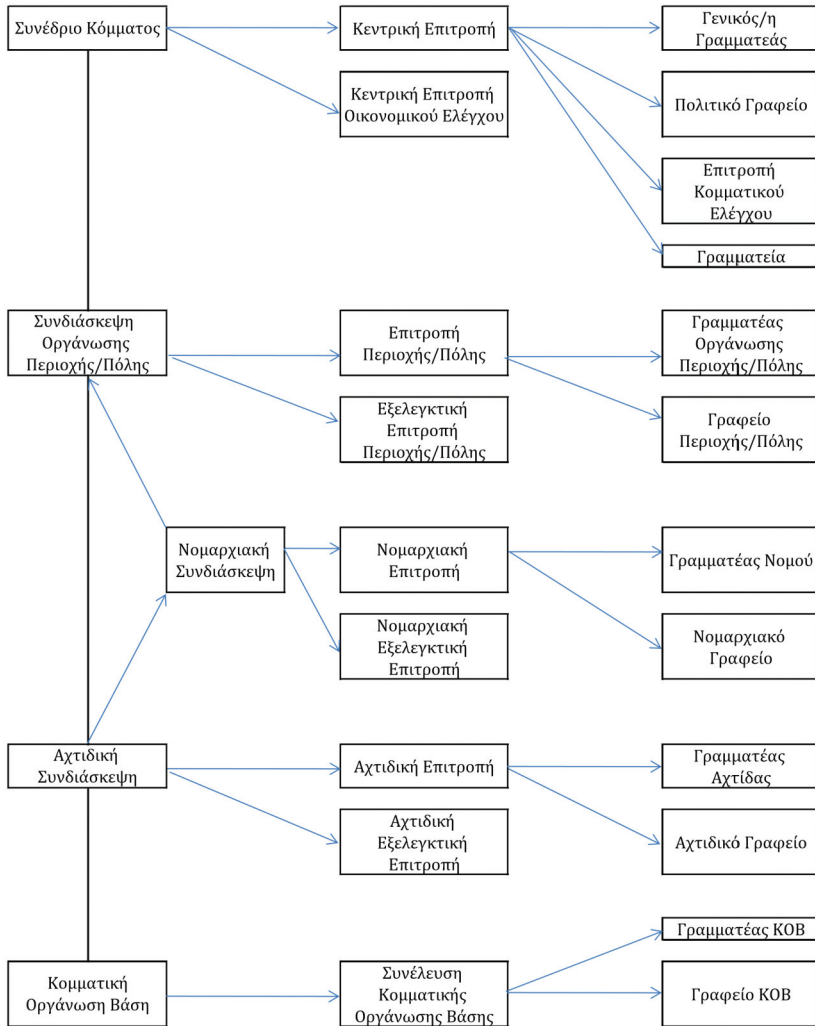 Συνέδριο Κόμματος
Κεντρική Επιτροπή
Γενικός/η
Γραμματεάς
Κεντρική Επιτροπή
Οικονομικού Ελέγχου
Πολιτικό Γραφείο
Επιτροπή
Κομματικού
Ελέγχου
Γραμματεία
Συνδιάσκεψη
Οργάνωσης
Περιοχής/Πόλης
Επιτροπή
Περιοχής/Πόλης
Γραμματέας
Οργάνωσης
Περιοχής/Πόλης
Εξελεγκτική
Επιτροπή
Περιοχής/Πόλης
Γραφείο
Περιοχής/Πόλης
Νομαρχιακή
Συνδιάσκεψη
Νομαρχιακή
Επιτροπή
Γραμματέας Νομού
Νομαρχιακή
Εξελεγκτική
Επιτροπή
Νομαρχιακό
Γραφείο
Αχτιδική
Συνδιάσκεψη
Αχτιδική Επιτροπή
Γραμματέας
Αχτίδας
Αχτιδική
Εξελεγκτική
Επιτροπή
Αχτιδικό Γραφείο
Γραμματέας ΚΟΒ
Κομματική
Οργάνωση Βάση
Συνέλευση
Κομματικής
Οργάνωσης Βάσης
Γραφείο ΚΟΒ